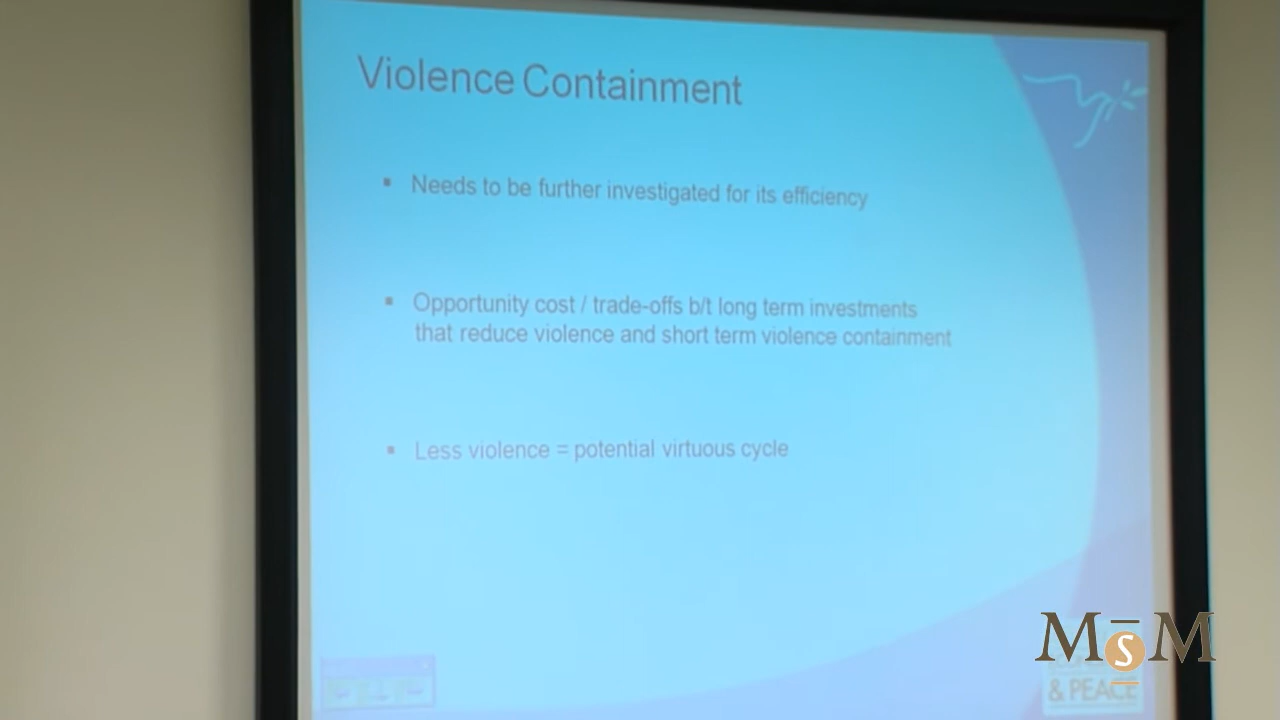 Violence Containment
▪ Needs to be further investigated for its efficiency
▪ Opportunity cost / trade-offs b/t long term investments
that reduce violence and short term violence containment
▪ Less violence = potential virtuous cycle
MSM
& PEACE